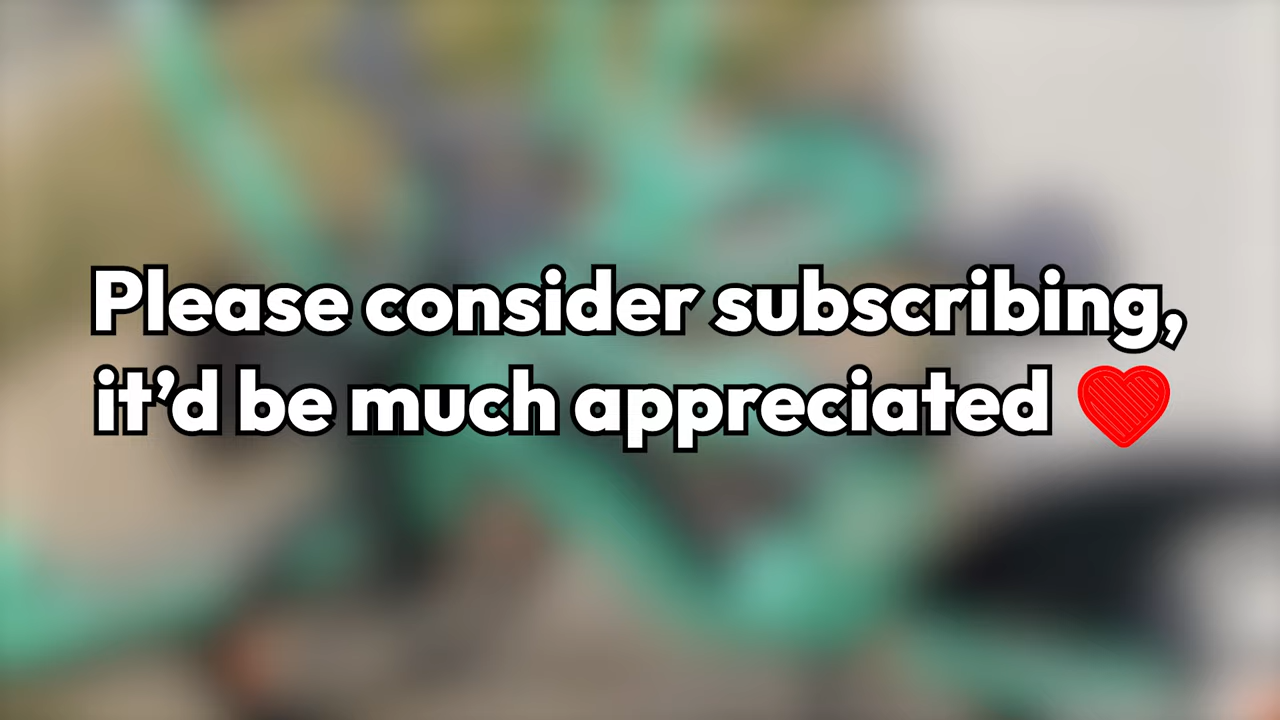 Please consider subscribing,
it’d be much appreciated ❤️